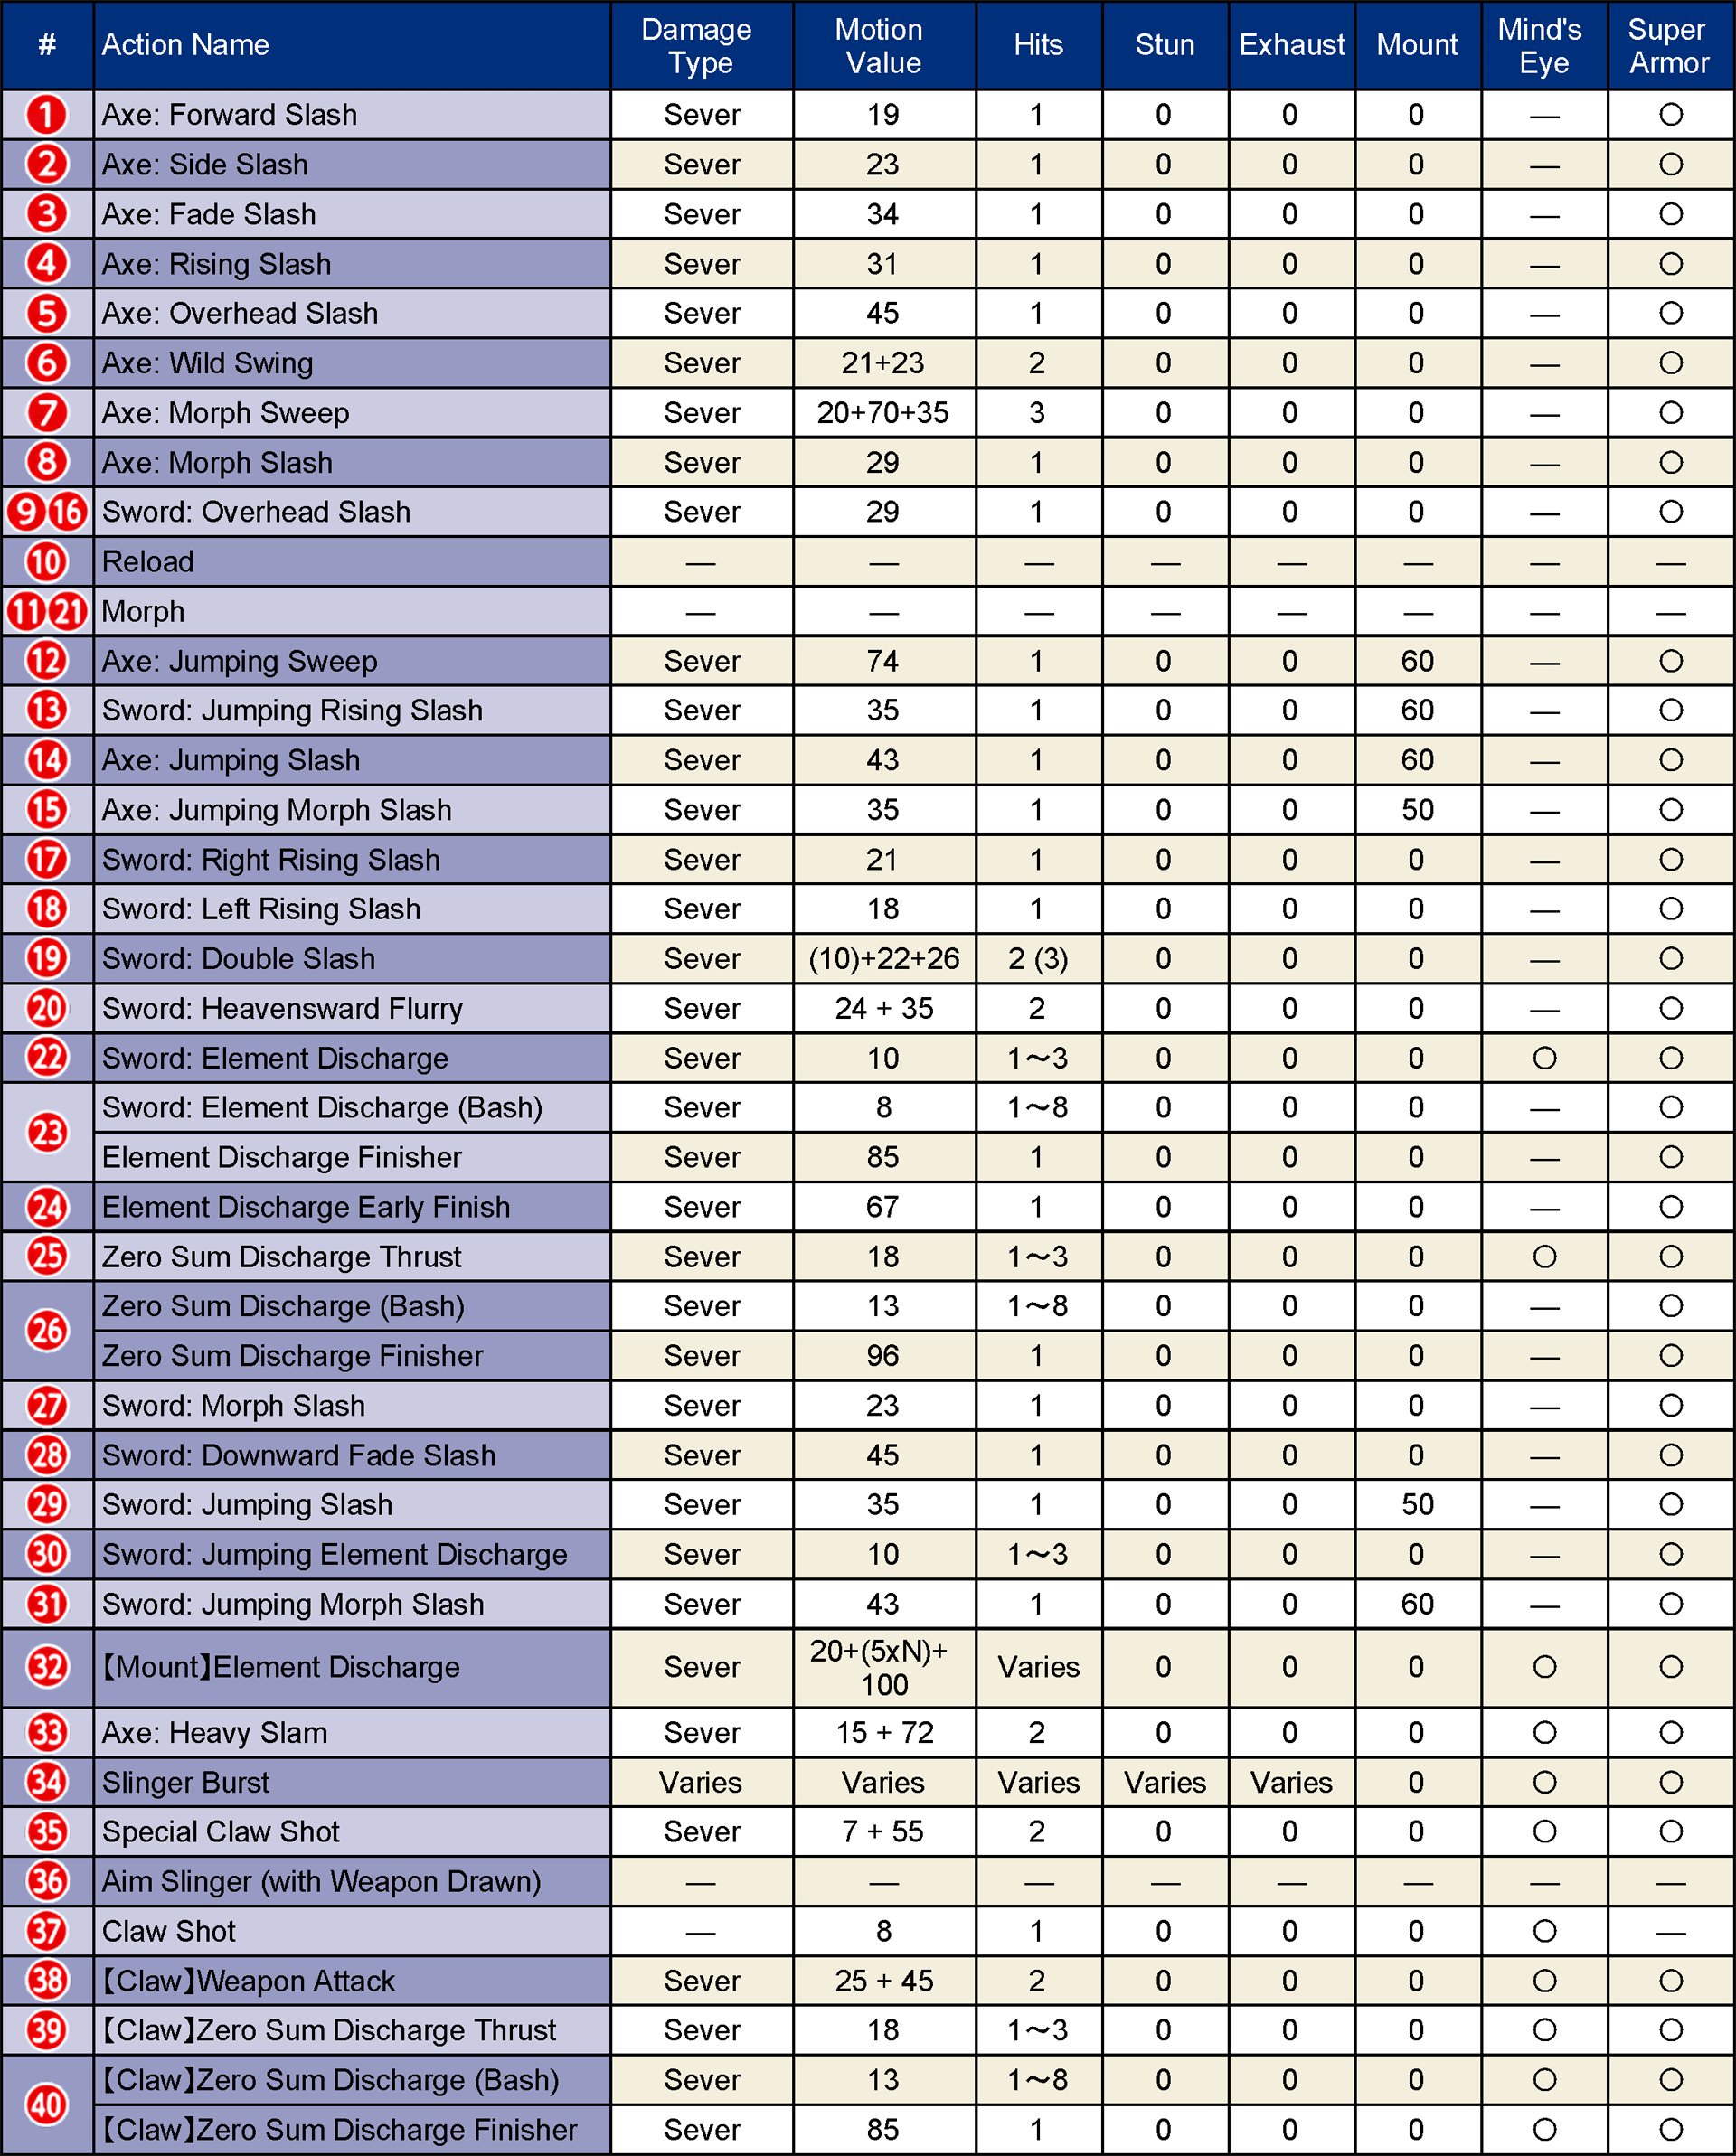 # Action Name Damage Type Motion Value Hits Stun Exhaust Mount Mind's Eye Super Armor
1 Axe: Forward Slash Sever 19 1 0 0 0 — ○
2 Axe: Side Slash Sever 23 1 0 0 0 — ○
3 Axe: Fade Slash Sever 34 1 0 0 0 — ○
4 Axe: Rising Slash Sever 31 1 0 0 0 — ○
5 Axe: Overhead Slash Sever 45 1 0 0 0 — ○
6 Axe: Wild Swing Sever 21+23 2 0 0 0 — ○
7 Axe: Morph Sweep Sever 20+70+35 3 0 0 0 — ○
8 Axe: Morph Slash Sever 29 1 0 0 0 — ○
9 16 Sword: Overhead Slash Sever 29 1 0 0 0 — ○
10 Reload — — — — — — — —
11 21 Morph — — — — — — — —
12 Axe: Jumping Sweep Sever 74 1 0 0 60 — ○
13 Sword: Jumping Rising Slash Sever 35 1 0 0 60 — ○
14 Axe: Jumping Slash Sever 43 1 0 0 60 — ○
15 Axe: Jumping Morph Slash Sever 35 1 0 0 50 — ○
17 Sword: Right Rising Slash Sever 21 1 0 0 0 — ○
18 Sword: Left Rising Slash Sever 18 1 0 0 0 — ○
19 Sword: Double Slash Sever (10)+22+26 2 (3) 0 0 0 — ○
20 Sword: Heavensward Flurry Sever 24 + 35 2 0 0 0 — ○
22 Sword: Element Discharge Sever 10 1～3 0 0 0 ○ ○
23 Sword: Element Discharge (Bash) Sever 8 1～8 0 0 0 — ○
Element Discharge Finisher Sever 85 1 0 0 0 — ○
24 Element Discharge Early Finish Sever 67 1 0 0 0 — ○
25 Zero Sum Discharge Thrust Sever 18 1～3 0 0 0 ○ ○
26 Zero Sum Discharge (Bash) Sever 13 1～8 0 0 0 — ○
Zero Sum Discharge Finisher Sever 96 1 0 0 0 — ○
27 Sword: Morph Slash Sever 23 1 0 0 0 — ○
28 Sword: Downward Fade Slash Sever 45 1 0 0 0 — ○
29 Sword: Jumping Slash Sever 35 1 0 0 50 — ○
30 Sword: Jumping Element Discharge Sever 10 1～3 0 0 0 — ○
31 Sword: Jumping Morph Slash Sever 43 1 0 0 60 — ○
32 【Mount】Element Discharge Sever 20+(5xN)+ 100 Varies 0 0 0 ○ ○
33 Axe: Heavy Slam Sever 15 + 72 2 0 0 0 ○ ○
34 Slinger Burst Varies Varies Varies Varies Varies 0 ○ ○
35 Special Claw Shot Sever 7 + 55 2 0 0 0 ○ ○
36 Aim Slinger (with Weapon Drawn) — — — — — — — —
37 Claw Shot — 8 1 0 0 0 ○ —
38 【Claw】Weapon Attack Sever 25 + 45 2 0 0 0 ○ ○
39 【Claw】Zero Sum Discharge Thrust Sever 18 1～3 0 0 0 ○ ○
40 【Claw】Zero Sum Discharge (Bash) Sever 13 1～8 0 0 0 ○ ○
【Claw】Zero Sum Discharge Finisher Sever 85 1 0 0 0 ○ ○